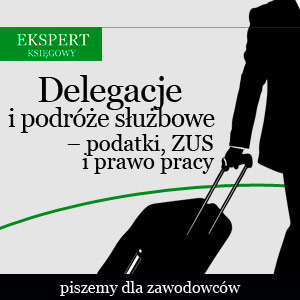 EKSPERT
KSIĘGOWY
Delegacje
i podróże służbowe
– podatki, ZUS
i prawo pracy
piszemy dla zawodowców